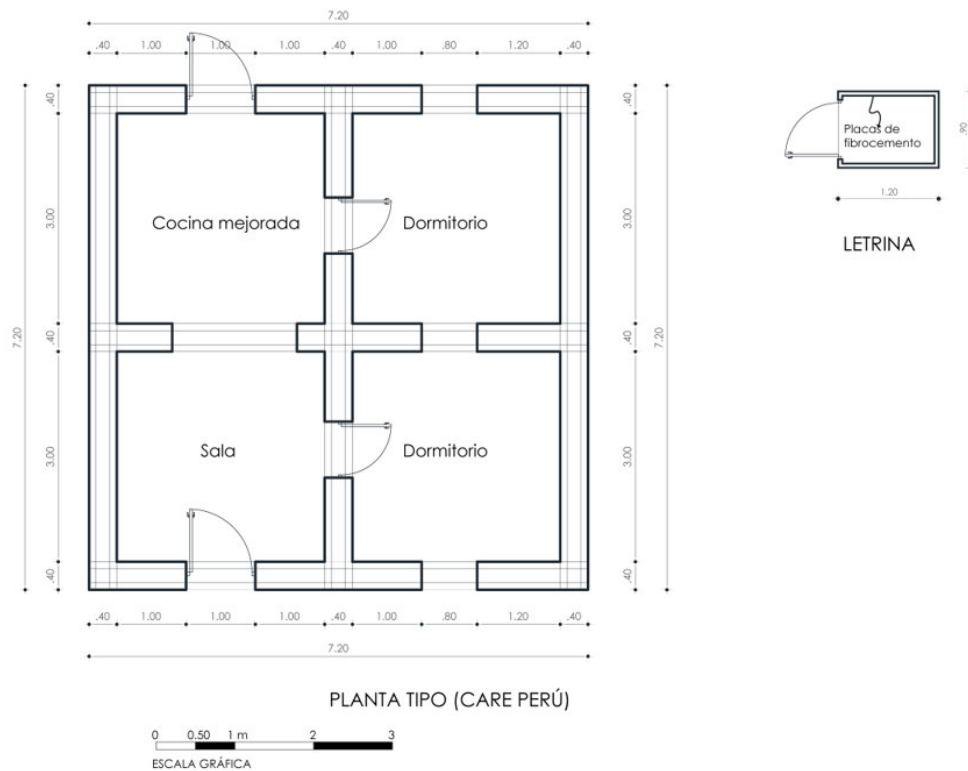 7.20
.40 1.00 1.00 1.00 .40 1.00 .80 1.20 .40
.40
3.00
.40
3.00
.40
7.20
Cocina mejorada
Dormitorio
Sala
Dormitorio
.40
3.00
.40
3.00
.40
7.20
.40 1.00 1.00 1.00 .40 1.00 .80 1.20 .40
7.20
Placas de
fibrocemento
.90
1.20
LETRINA
PLANTA TIPO (CARE PERÚ)
0 0.50 1 m 2 3
ESCALA GRÁFICA